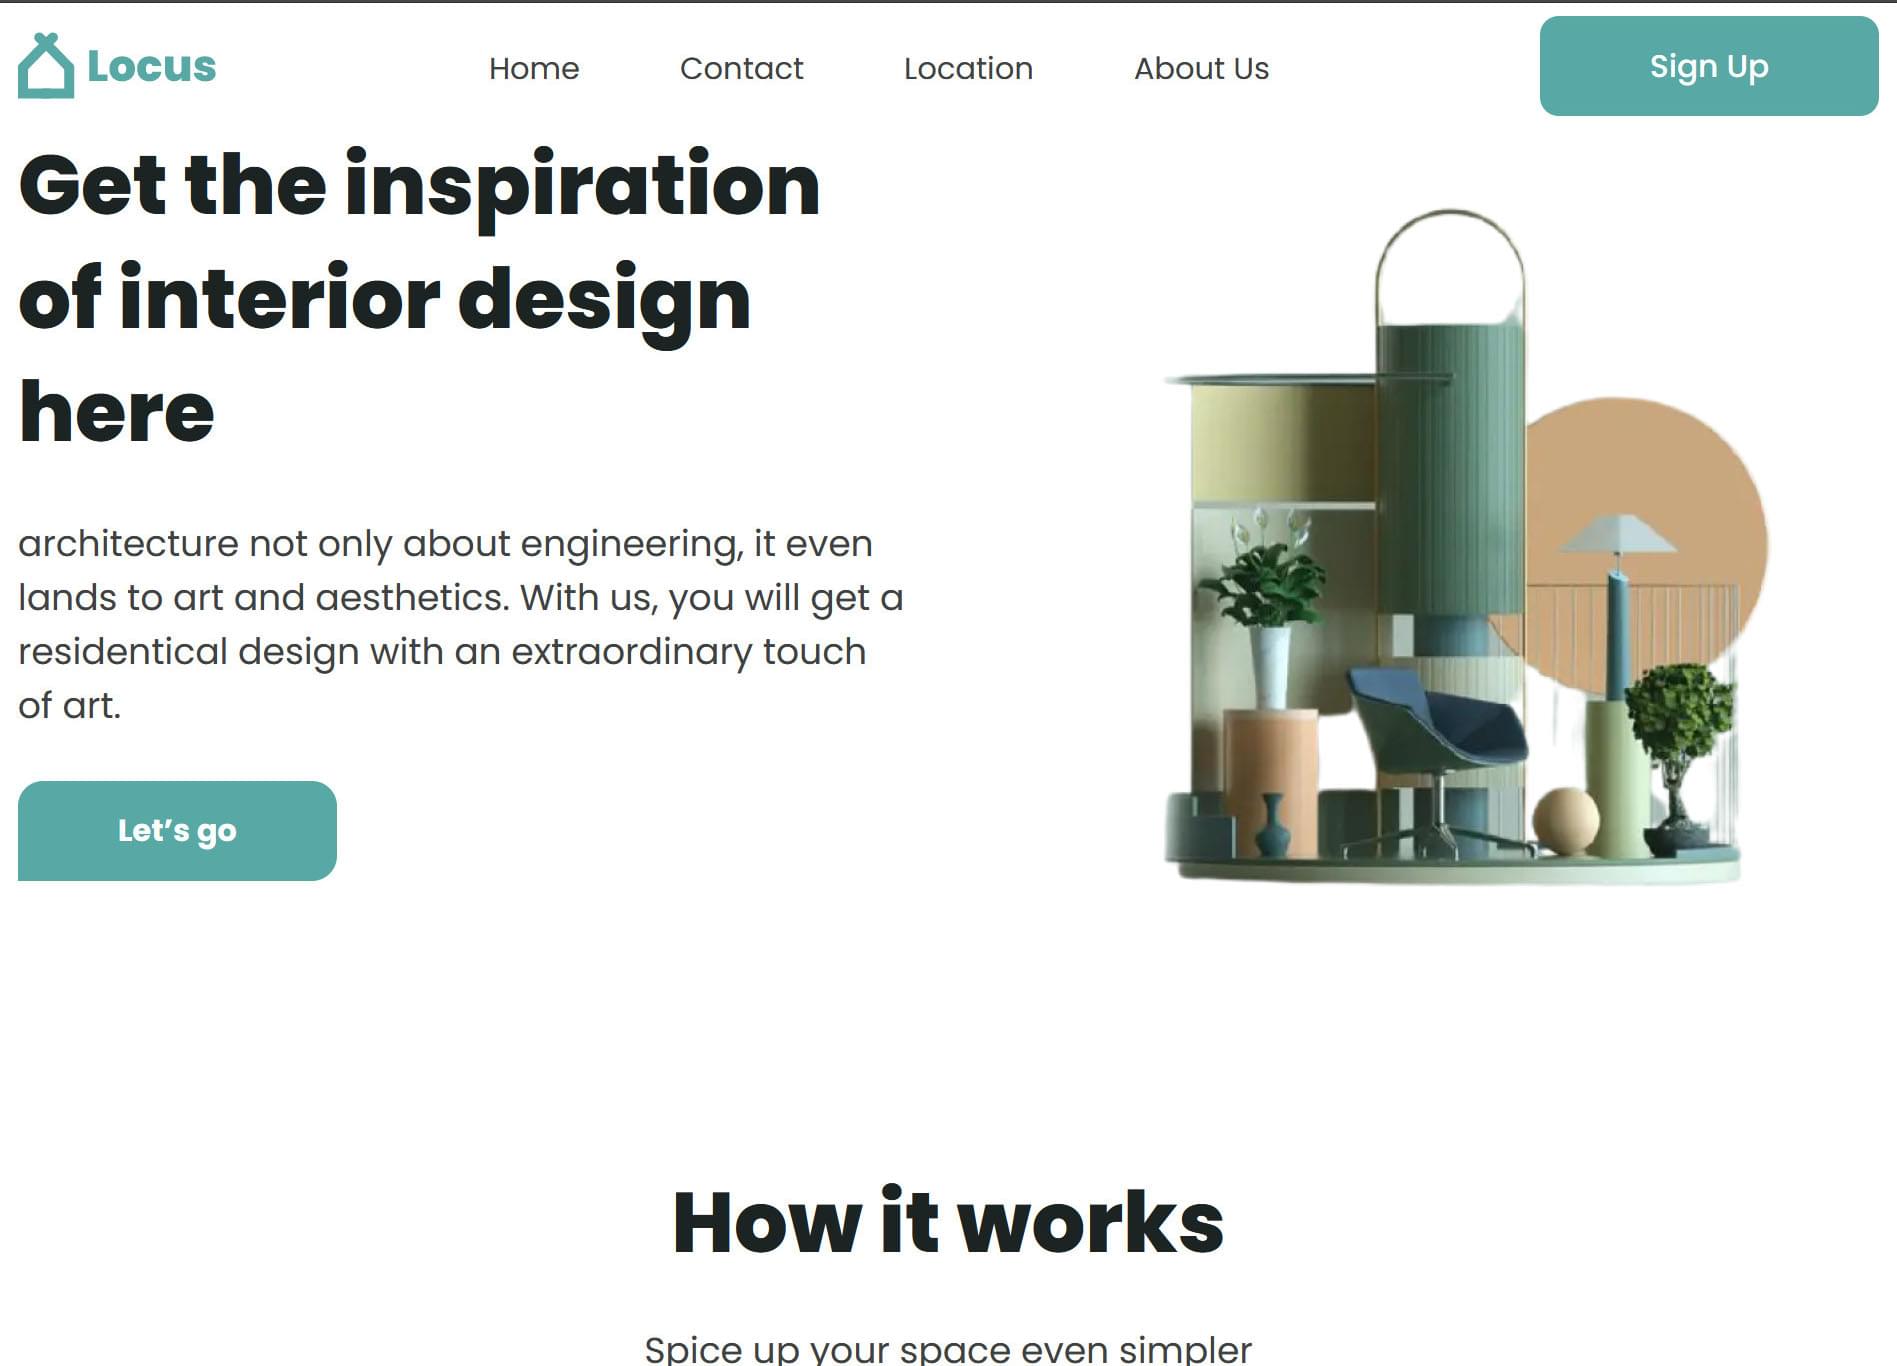 Locus
Home
Contact
Location
About Us
Sign Up
Get the inspiration
of interior design
here
architecture not only about engineering, it even
lands to art and aesthetics. With us, you will get a
residentical design with an extraordinary touch
of art.
Let’s go
How it works
Spice up your space even simpler